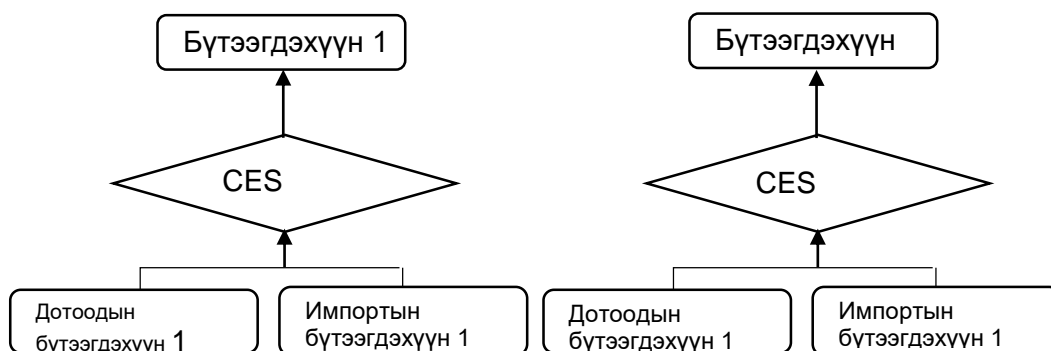 Бүтээгдэхүүн 1
Бүтээгдэхүүн
CES
CES
Дотоодын
бүтээгдэхүүн 1
Импортын
бүтээгдэхүүн 1
Дотоодын
бүтээгдэхүүн 1
Импортын
бүтээгдэхүүн 1